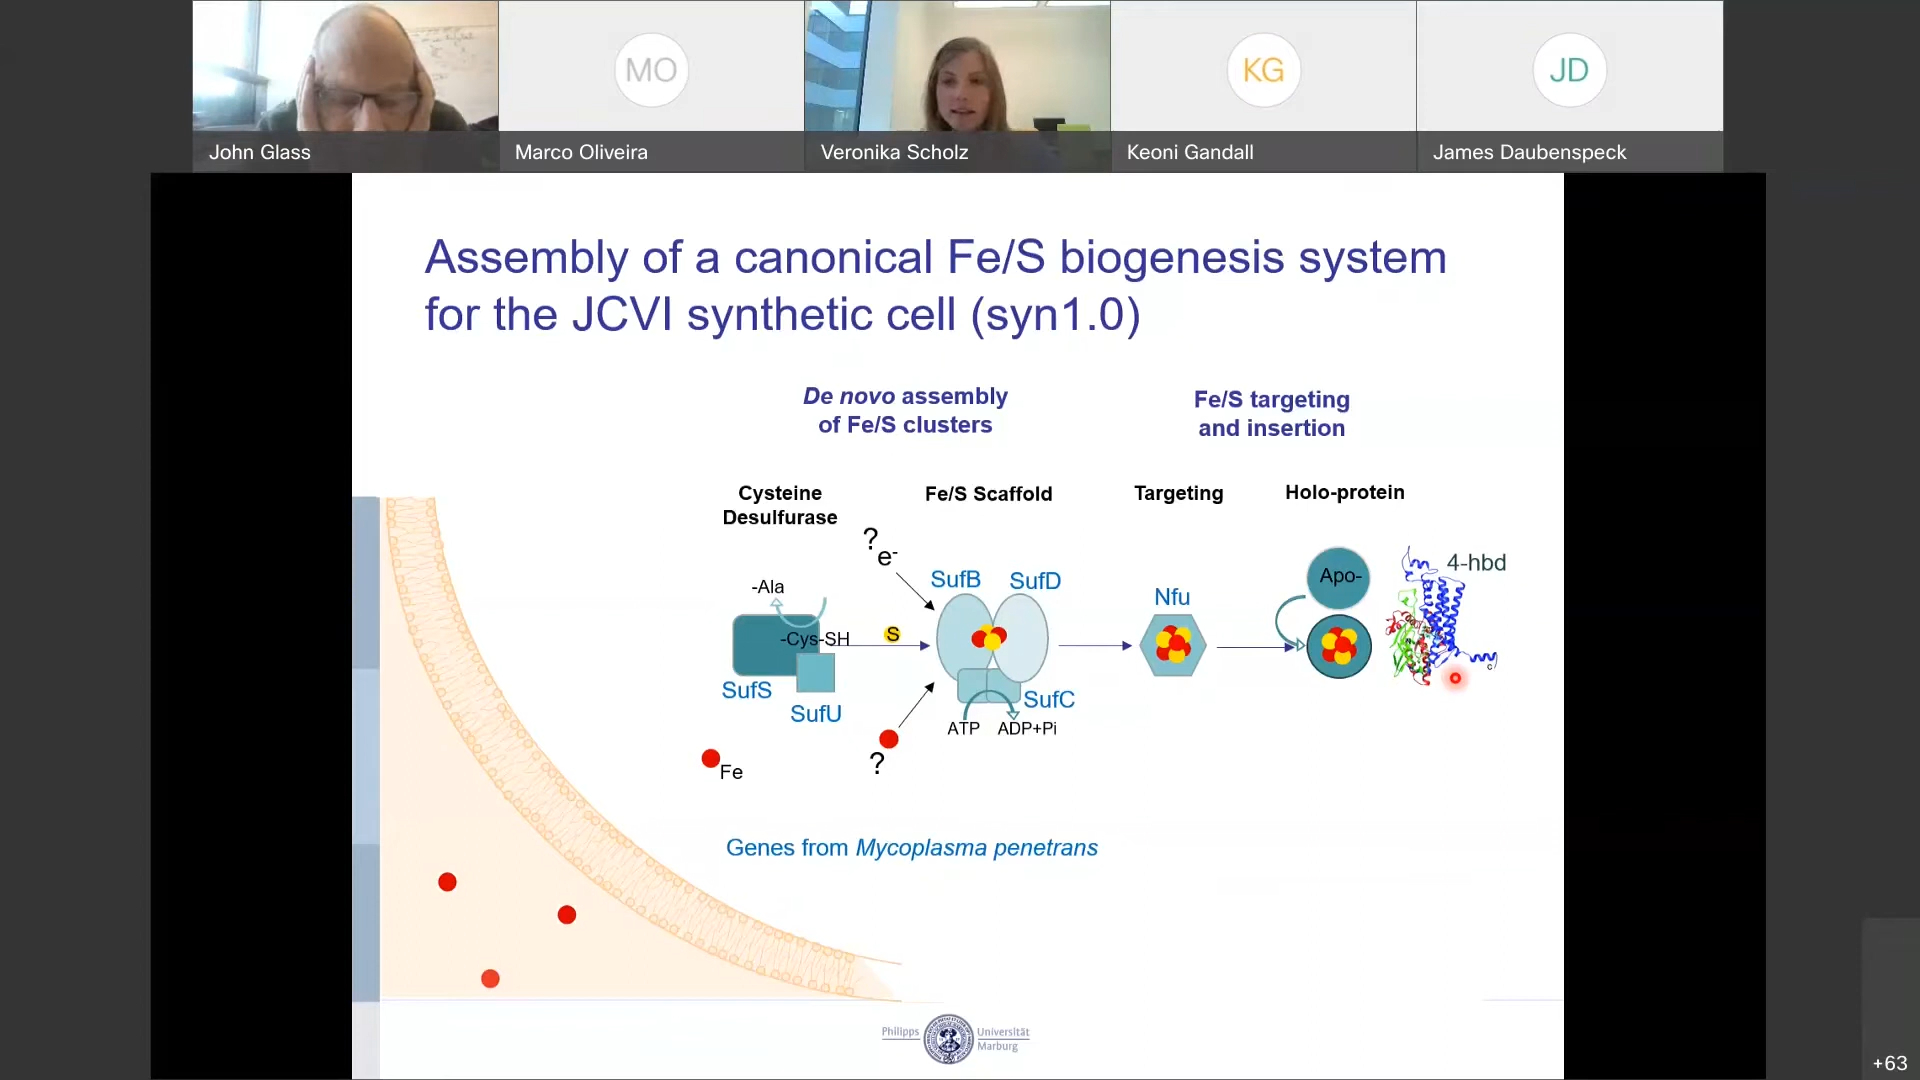 MO
KG
JD
John Glass
Marco Oliveira
Veronika Scholz
Keoni Gandall
James Daubenspeck
Assembly of a canonical Fe/S biogenesis system
for the JCVI synthetic cell (syn1.0)
De novo assembly
of Fe/S clusters
Fe/S targeting
and insertion
Cysteine
Desulfurase
Fe/S Scaffold
Targeting
Holo-protein
?
e-
-Ala
-Cys-SH
S
SufS
SufU
SufB
SufD
SufC
ATP
ADP+Pi
Nfu
Apo-
4-hbd
Fe
?
Genes from Mycoplasma penetrans
Philipps
Universität
Marburg
+63